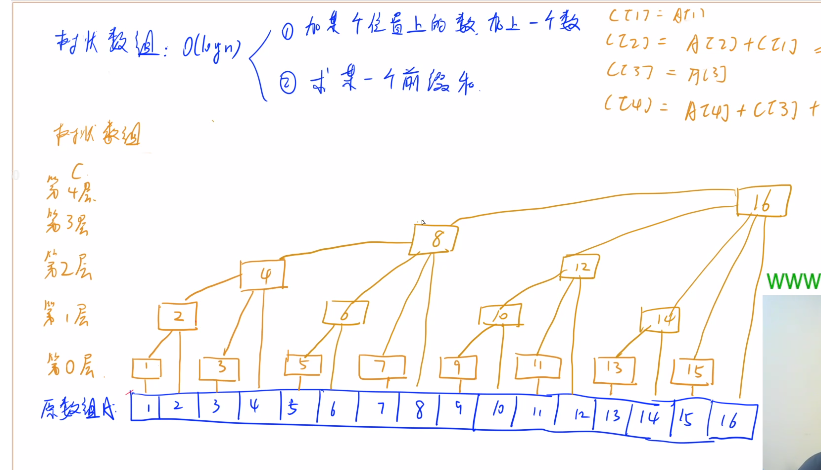 树状数组: O(logn)
① 加某个位置上的数,加上一个数
② 求某一个前缀和.
C[1] = A[1]
C[2] = A[2] + C[1] =
C[3] = A[3]
C[4] = A[4] + C[3] +
树状数组
C
第4层
第3层
第2层
第1层
第0层
16
8
4
12
2
6
10
14
1 3 5 7 9 11 13 15
原数组A:
1 2 3 4 5 6 7 8 9 10 11 12 13 14 15 16
WWW